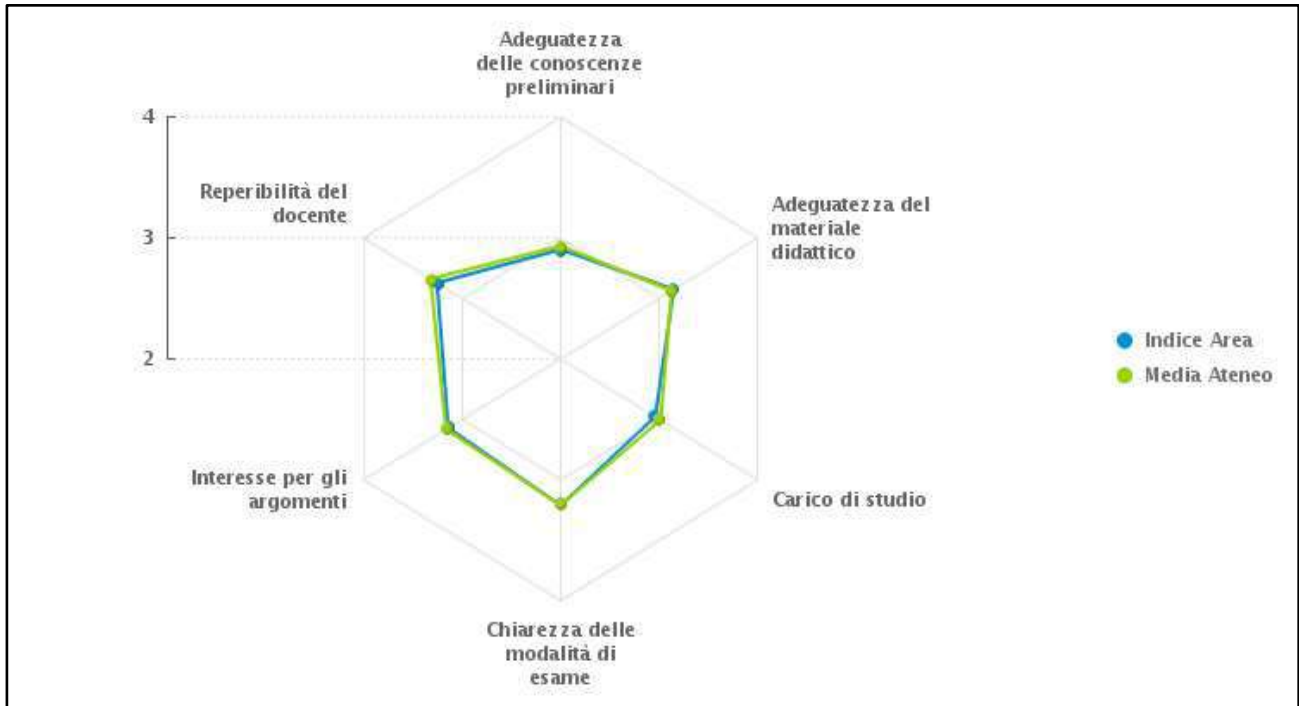 Adeguatezza
delle conoscenze
preliminari
4
Reperibilità del
docente
Adeguatezza del
materiale
didattico
3
2
Indice Area
Media Ateneo
Interesse per gli
argomenti
Carico di studio
Chiarezza delle
modalità di
esame